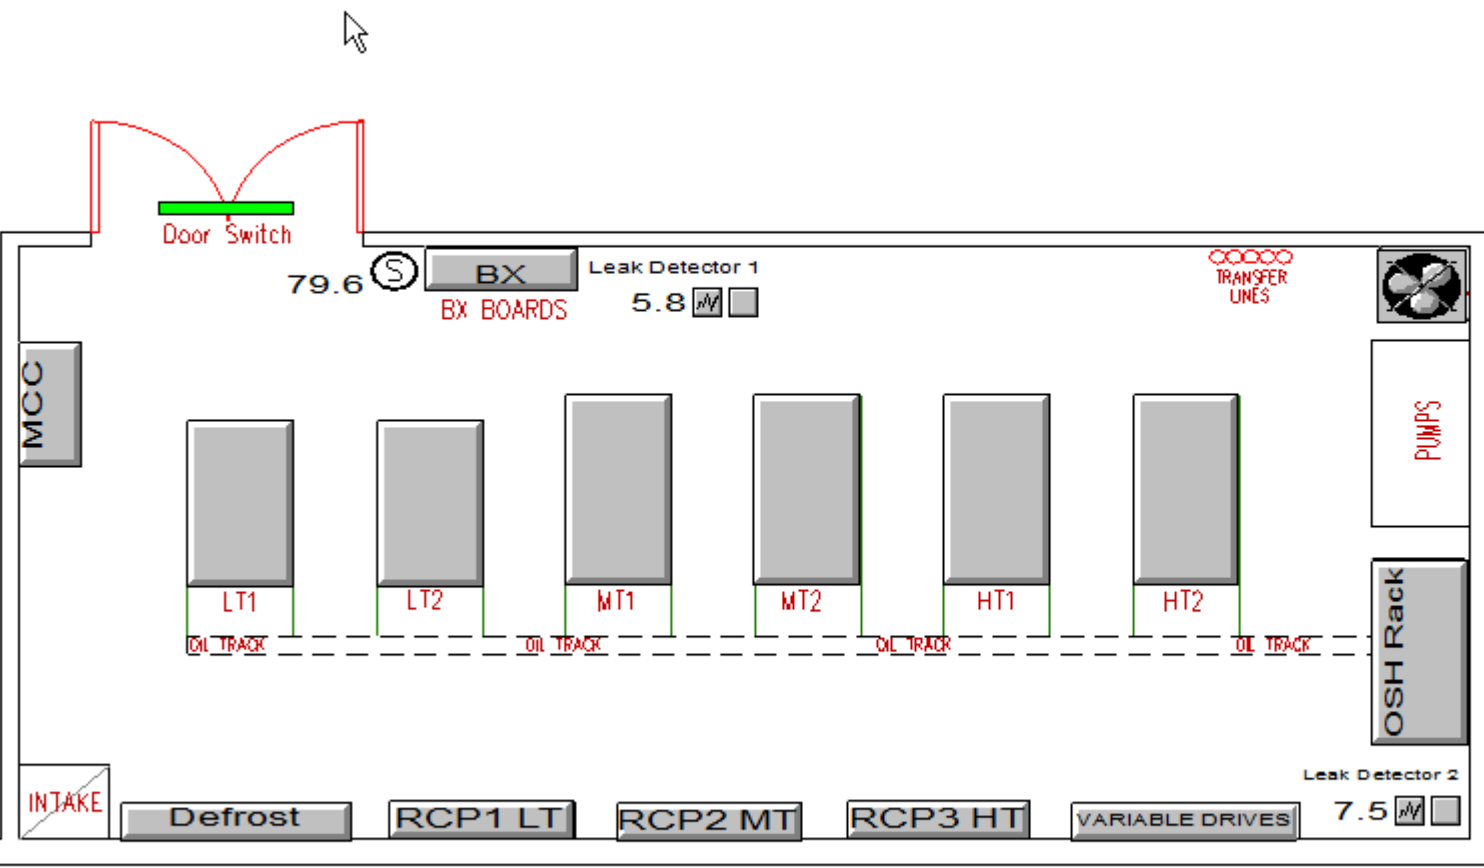 Door Switch
79.6
S
BX
BX BOARDS
Leak Detector 1
5.8
TRANSFER
LINES
MCC
PUMPS
LT1
LT2
MT1
MT2
HT1
HT2
OIL TRACK
OIL TRACK
OIL TRACK
OIL TRACK
OSH Rack
Leak Detector 2
7.5
INTAKE
Defrost
RCP1 LT
RCP2 MT
RCP3 HT
VARIABLE DRIVES